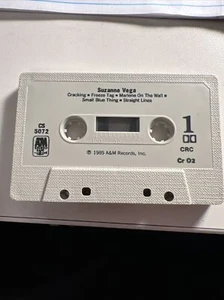 Suzanne Vega
Cracking • Freeze Tag • Marlene On The Wall •
Small Blue Thing • Straight Lines
CS
5072
A&M
RECORDS
1
CRC
Cr O2
℗ 1985 A&M Records, Inc.